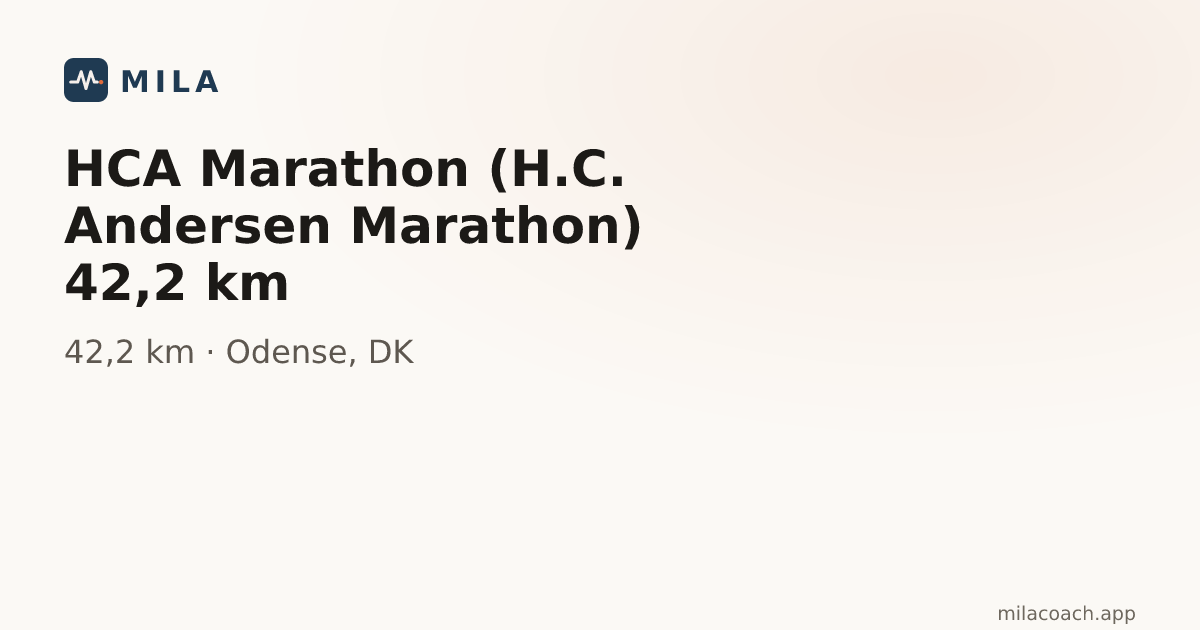 MILA
HCA Marathon (H.C.
Andersen Marathon)
42,2 km
42,2 km · Odense, DK
milacoach.app